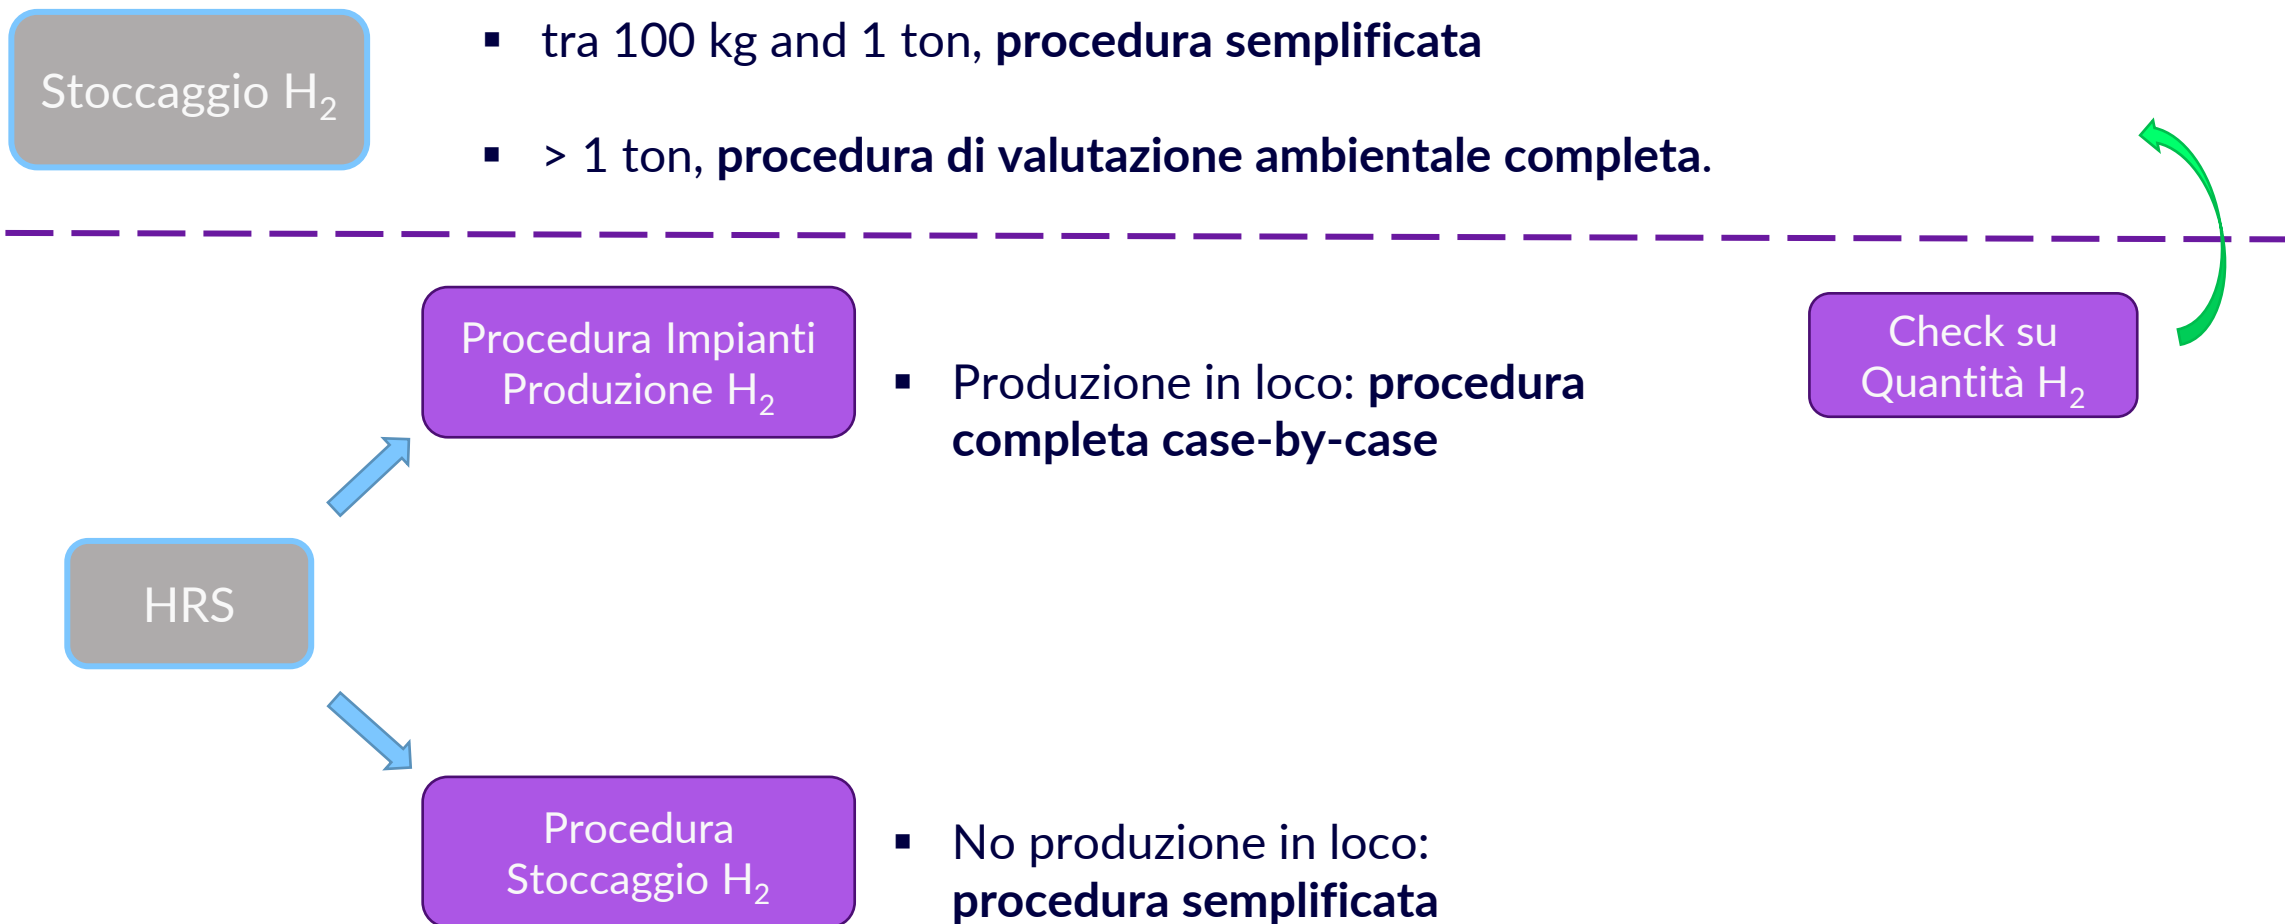 Stoccaggio H₂
▪ tra 100 kg and 1 ton, procedura semplificata
▪ > 1 ton, procedura di valutazione ambientale completa.
Procedura Impianti
Produzione H₂
▪ Produzione in loco: procedura
completa case-by-case
Check su
Quantità H₂
HRS
Procedura
Stoccaggio H₂
▪ No produzione in loco:
procedura semplificata